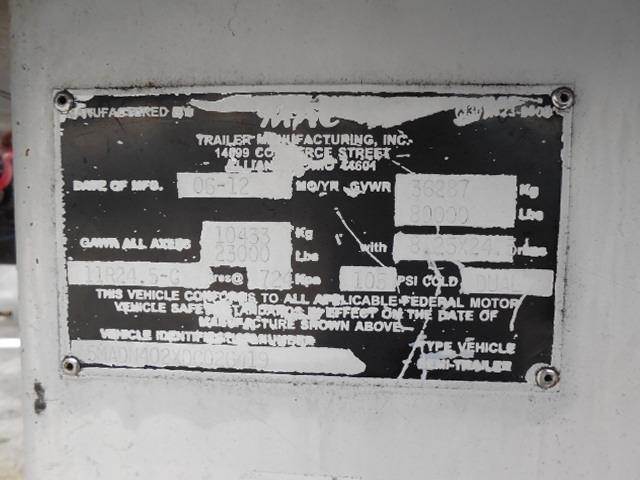 MANUFACTURED BY MAC
TRAILER MANUFACTURING, INC.
14599 COMMERCE STREET
ALLIANCE, OHIO 44601
DATE OF MFG. 06-12 MO/YR GVWR 36287 Kg
80000 Lbs
GAWR ALL AXLES 10433 Kg
23000 Lbs with 8.25X24.5 rims
11R24.5-G Tires@ Kpa 105 PSI COLD DUAL
THIS VEHICLE CONFORMS TO ALL APPLICABLE FEDERAL MOTOR
VEHICLE SAFETY STANDARDS IN EFFECT ON THE DATE OF
MANUFACTURE SHOWN ABOVE.
VEHICLE IDENTIFICATION NUMBER TYPE VEHICLE
SEMI-TRAILER